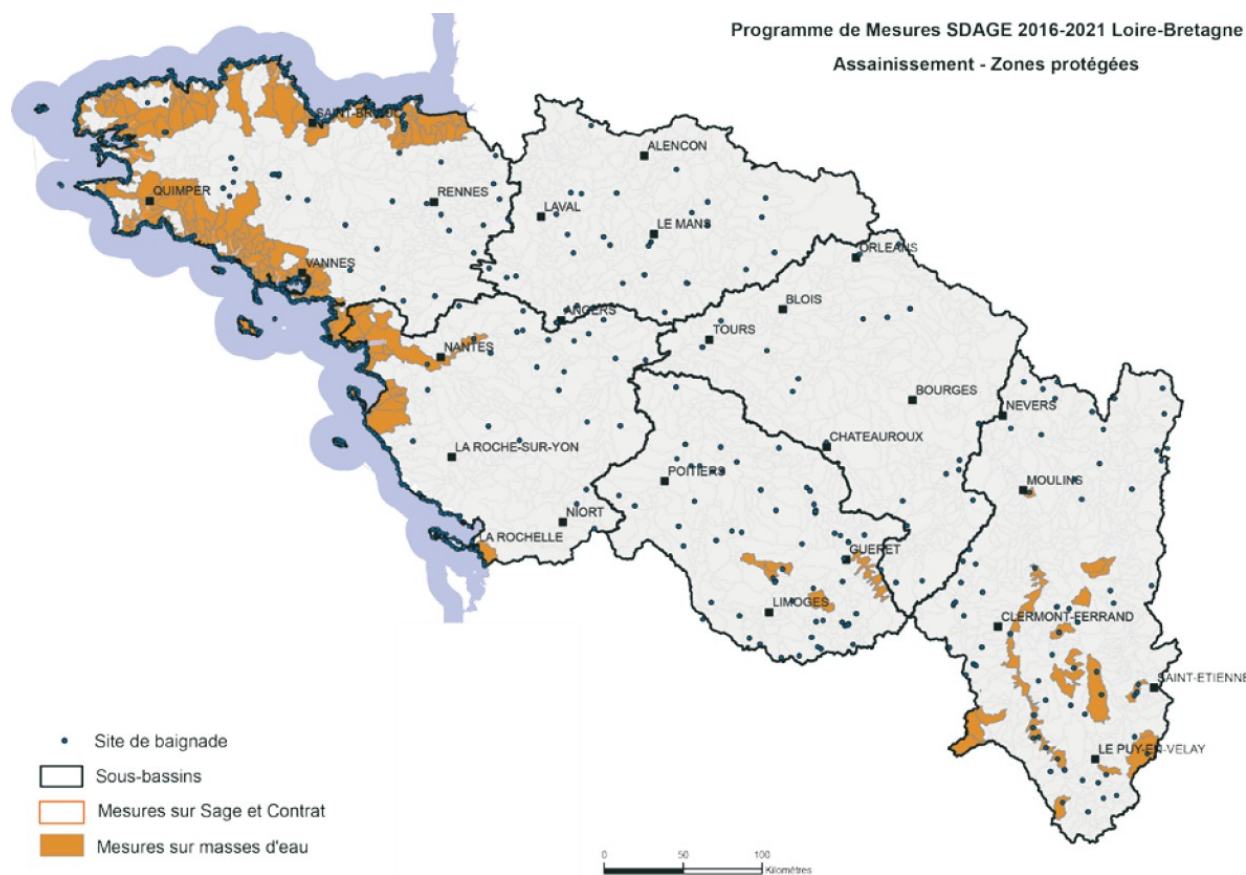 Programme de Mesures SDAGE 2016-2021 Loire-Bretagne
Assainissement - Zones protégées
SAINT-BRIEUC
ALENCON
QUIMPER
RENNES
LAVAL
LE MANS
ORLEANS
VANNES
BLOIS
ANGERS
TOURS
NANTES
BOURGES
NEVERS
CHATEAUROUX
LA ROCHE-SUR-YON
POITIERS
MOULINS
NIORT
LA ROCHELLE
GUERET
LIMOGES
CLERMONT-FERRAND
SAINT-ETIENNE
LE PUY-EN-VELAY
Site de baignade
Sous-bassins
Mesures sur Sage et Contrat
Mesures sur masses d'eau
0 50 100
Kilomètres